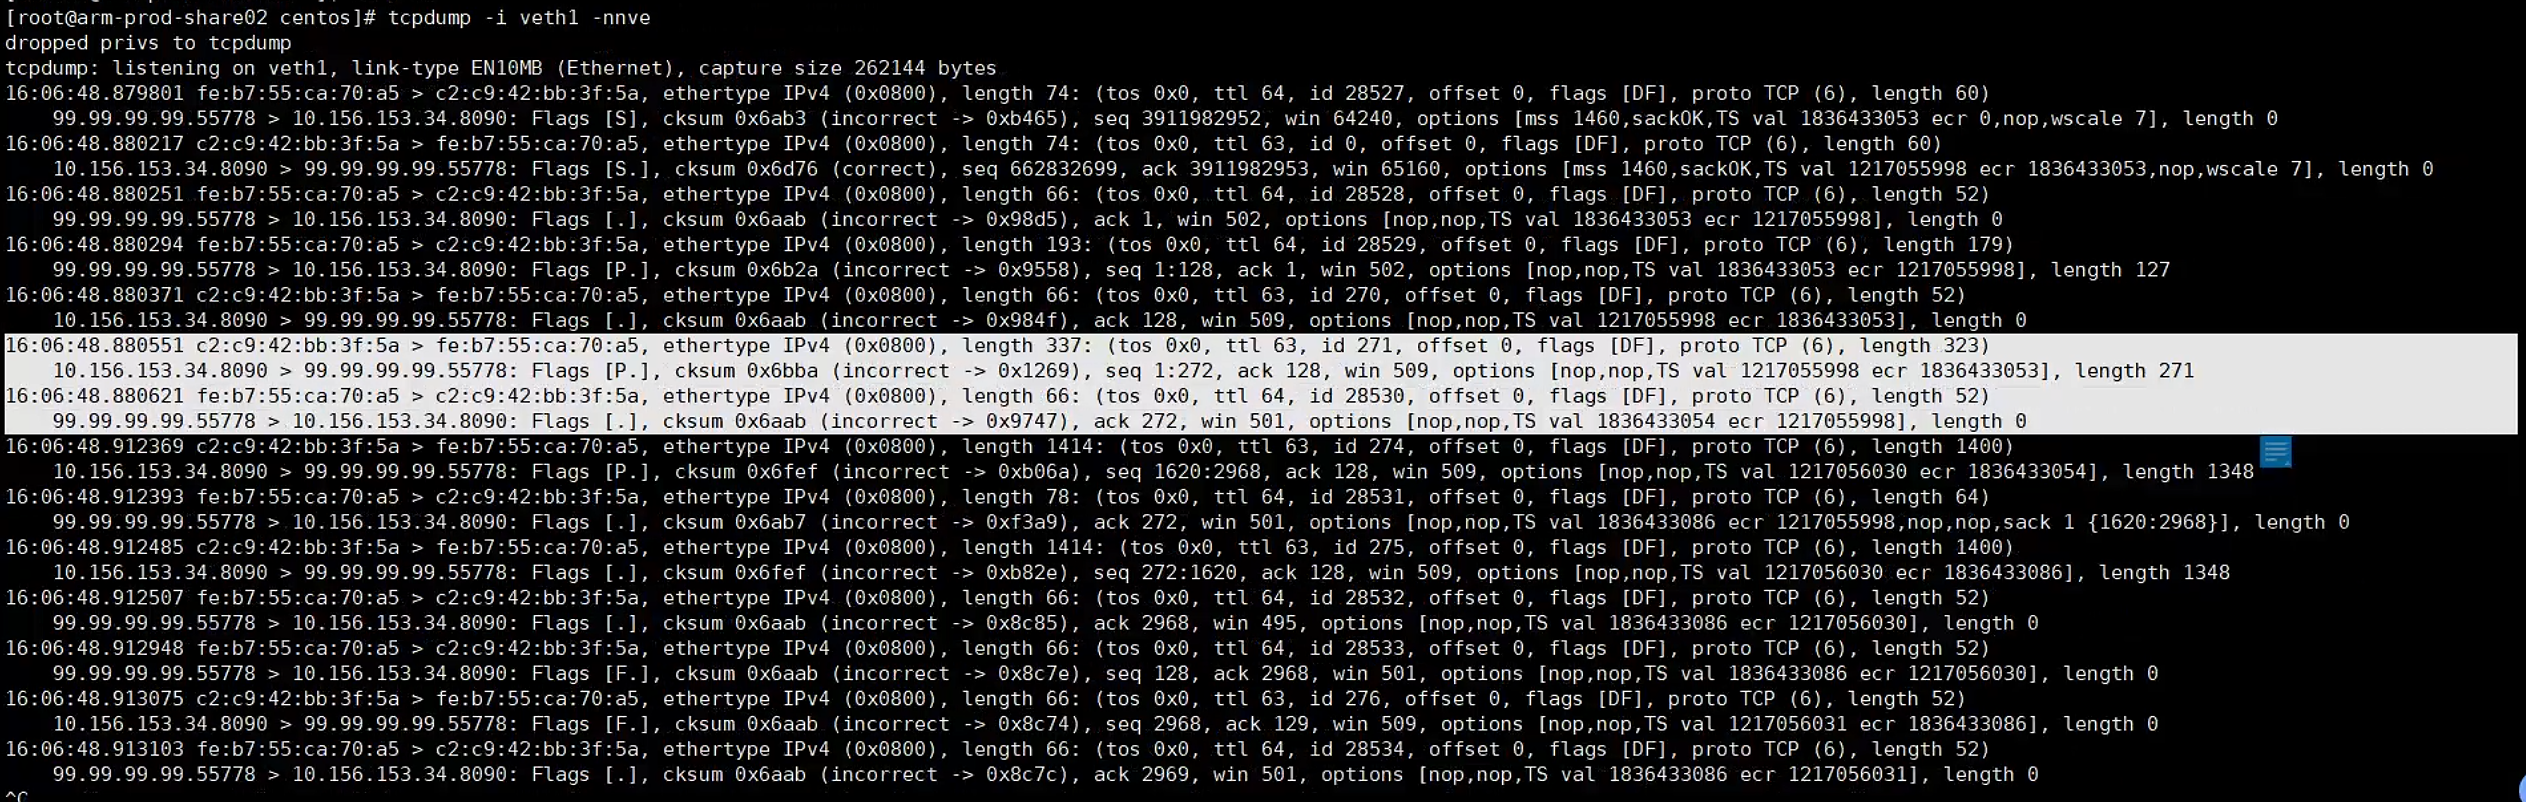 [root@arm-prod-share02 centos]# tcpdump -i veth1 -nnve
dropped privs to tcpdump
tcpdump: listening on veth1, link-type EN10MB (Ethernet), capture size 262144 bytes
16:06:48.879801 fe:b7:55:ca:70:a5 > c2:c9:42:bb:3f:5a, ethertype IPv4 (0x0800), length 74: (tos 0x0, ttl 64, id 28527, offset 0, flags [DF], proto TCP (6), length 60)
99.99.99.99.55778 > 10.156.153.34.8090: Flags [S], cksum 0x6ab3 (incorrect -> 0xb465), seq 3911982952, win 64240, options [mss 1460,sackOK,TS val 1836433053 ecr 0,nop,wscale 7], length 0
16:06:48.880217 c2:c9:42:bb:3f:5a > fe:b7:55:ca:70:a5, ethertype IPv4 (0x0800), length 74: (tos 0x0, ttl 63, id 0, offset 0, flags [DF], proto TCP (6), length 60)
10.156.153.34.8090 > 99.99.99.99.55778: Flags [S.], cksum 0x6d76 (correct), seq 662832699, ack 3911982953, win 65160, options [mss 1460,sackOK,TS val 1217055998 ecr 1836433053,nop,wscale 7], length 0
16:06:48.880251 fe:b7:55:ca:70:a5 > c2:c9:42:bb:3f:5a, ethertype IPv4 (0x0800), length 66: (tos 0x0, ttl 64, id 28528, offset 0, flags [DF], proto TCP (6), length 52)
99.99.99.99.55778 > 10.156.153.34.8090: Flags [.], cksum 0x6aab (incorrect -> 0x98d5), ack 1, win 502, options [nop,nop,TS val 1836433053 ecr 1217055998], length 0
16:06:48.880294 fe:b7:55:ca:70:a5 > c2:c9:42:bb:3f:5a, ethertype IPv4 (0x0800), length 193: (tos 0x0, ttl 64, id 28529, offset 0, flags [DF], proto TCP (6), length 179)
99.99.99.99.55778 > 10.156.153.34.8090: Flags [P.], cksum 0x6b2a (incorrect -> 0x9558), seq 1:128, ack 1, win 502, options [nop,nop,TS val 1836433053 ecr 1217055998], length 127
16:06:48.880371 c2:c9:42:bb:3f:5a > fe:b7:55:ca:70:a5, ethertype IPv4 (0x0800), length 66: (tos 0x0, ttl 63, id 270, offset 0, flags [DF], proto TCP (6), length 52)
10.156.153.34.8090 > 99.99.99.99.55778: Flags [.], cksum 0x6aab (incorrect -> 0x984f), ack 128, win 509, options [nop,nop,TS val 1217055998 ecr 1836433053], length 0
16:06:48.880551 c2:c9:42:bb:3f:5a > fe:b7:55:ca:70:a5, ethertype IPv4 (0x0800), length 337: (tos 0x0, ttl 63, id 271, offset 0, flags [DF], proto TCP (6), length 323)
10.156.153.34.8090 > 99.99.99.99.55778: Flags [P.], cksum 0x6bba (incorrect -> 0x1269), seq 1:272, ack 128, win 509, options [nop,nop,TS val 1217055998 ecr 1836433053], length 271
16:06:48.880621 fe:b7:55:ca:70:a5 > c2:c9:42:bb:3f:5a, ethertype IPv4 (0x0800), length 66: (tos 0x0, ttl 64, id 28530, offset 0, flags [DF], proto TCP (6), length 52)
99.99.99.99.55778 > 10.156.153.34.8090: Flags [.], cksum 0x6aab (incorrect -> 0x9747), ack 272, win 501, options [nop,nop,TS val 1836433054 ecr 1217055998], length 0
16:06:48.912369 c2:c9:42:bb:3f:5a > fe:b7:55:ca:70:a5, ethertype IPv4 (0x0800), length 1414: (tos 0x0, ttl 63, id 274, offset 0, flags [DF], proto TCP (6), length 1400)
10.156.153.34.8090 > 99.99.99.99.55778: Flags [P.], cksum 0x6fef (incorrect -> 0xb06a), seq 1620:2968, ack 128, win 509, options [nop,nop,TS val 1217056030 ecr 1836433054], length 1348
16:06:48.912393 fe:b7:55:ca:70:a5 > c2:c9:42:bb:3f:5a, ethertype IPv4 (0x0800), length 78: (tos 0x0, ttl 64, id 28531, offset 0, flags [DF], proto TCP (6), length 64)
99.99.99.99.55778 > 10.156.153.34.8090: Flags [.], cksum 0x6ab7 (incorrect -> 0xf3a9), ack 272, win 501, options [nop,nop,TS val 1836433086 ecr 1217055998,nop,nop,sack 1 {1620:2968}], length 0
16:06:48.912485 c2:c9:42:bb:3f:5a > fe:b7:55:ca:70:a5, ethertype IPv4 (0x0800), length 1414: (tos 0x0, ttl 63, id 275, offset 0, flags [DF], proto TCP (6), length 1400)
10.156.153.34.8090 > 99.99.99.99.55778: Flags [.], cksum 0x6fef (incorrect -> 0xb82e), seq 272:1620, ack 128, win 509, options [nop,nop,TS val 1217056030 ecr 1836433086], length 1348
16:06:48.912507 fe:b7:55:ca:70:a5 > c2:c9:42:bb:3f:5a, ethertype IPv4 (0x0800), length 66: (tos 0x0, ttl 64, id 28532, offset 0, flags [DF], proto TCP (6), length 52)
99.99.99.99.55778 > 10.156.153.34.8090: Flags [.], cksum 0x6aab (incorrect -> 0x8c85), ack 2968, win 495, options [nop,nop,TS val 1836433086 ecr 1217056030], length 0
16:06:48.912948 fe:b7:55:ca:70:a5 > c2:c9:42:bb:3f:5a, ethertype IPv4 (0x0800), length 66: (tos 0x0, ttl 64, id 28533, offset 0, flags [DF], proto TCP (6), length 52)
99.99.99.99.55778 > 10.156.153.34.8090: Flags [F.], cksum 0x6aab (incorrect -> 0x8c7e), seq 128, ack 2968, win 501, options [nop,nop,TS val 1836433086 ecr 1217056030], length 0
16:06:48.913075 c2:c9:42:bb:3f:5a > fe:b7:55:ca:70:a5, ethertype IPv4 (0x0800), length 66: (tos 0x0, ttl 63, id 276, offset 0, flags [DF], proto TCP (6), length 52)
10.156.153.34.8090 > 99.99.99.99.55778: Flags [F.], cksum 0x6aab (incorrect -> 0x8c74), seq 2968, ack 129, win 509, options [nop,nop,TS val 1217056031 ecr 1836433086], length 0
16:06:48.913103 fe:b7:55:ca:70:a5 > c2:c9:42:bb:3f:5a, ethertype IPv4 (0x0800), length 66: (tos 0x0, ttl 64, id 28534, offset 0, flags [DF], proto TCP (6), length 52)
99.99.99.99.55778 > 10.156.153.34.8090: Flags [.], cksum 0x6aab (incorrect -> 0x8c7c), ack 2969, win 501, options [nop,nop,TS val 1836433086 ecr 1217056031], length 0
^C